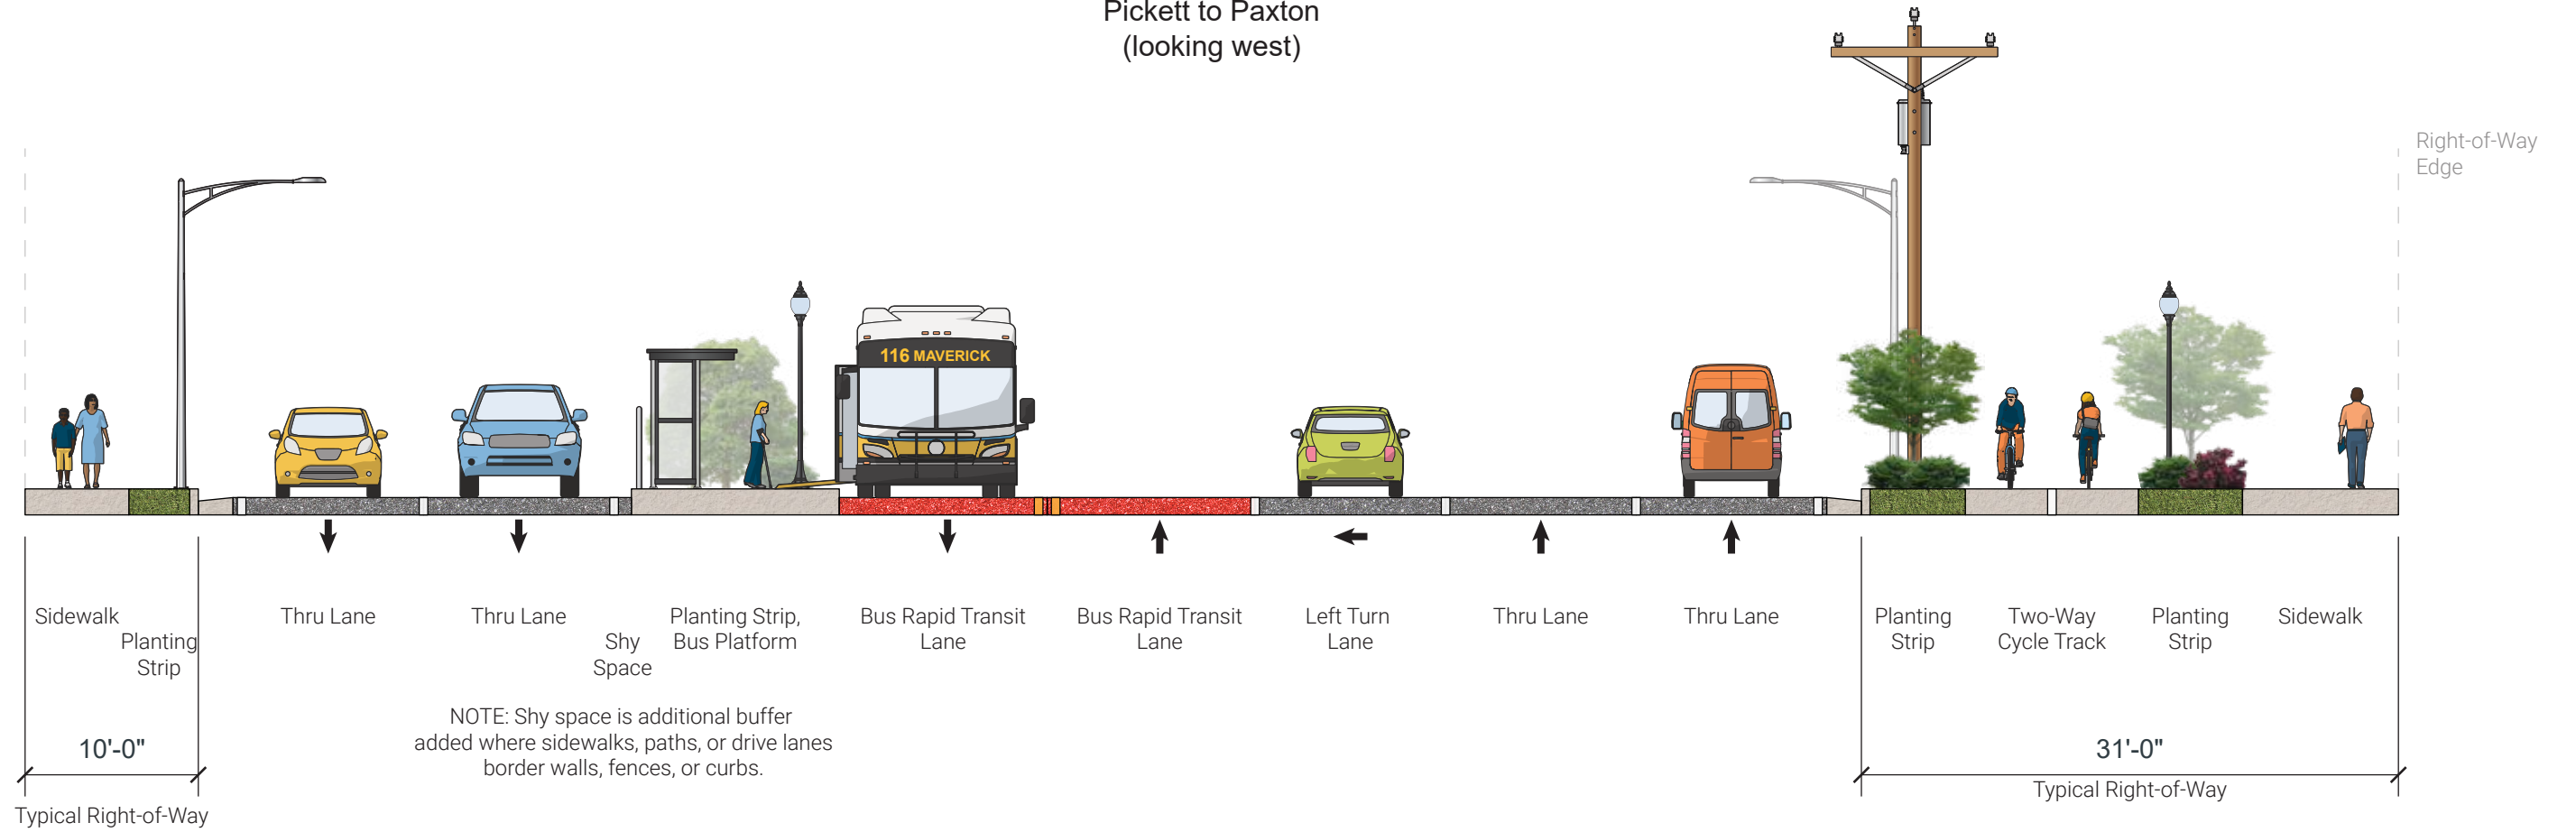 Pickett to Paxton
(looking west)
Right-of-Way
Edge
116 MAVERICK
Sidewalk
Planting
Strip
Thru Lane
Thru Lane
Shy
Space
Planting Strip,
Bus Platform
Bus Rapid Transit
Lane
Bus Rapid Transit
Lane
Left Turn
Lane
Thru Lane
Thru Lane
Planting
Strip
Two-Way
Cycle Track
Planting
Strip
Sidewalk
NOTE: Shy space is additional buffer
added where sidewalks, paths, or drive lanes
border walls, fences, or curbs.
10'-0"
Typical Right-of-Way
31'-0"
Typical Right-of-Way